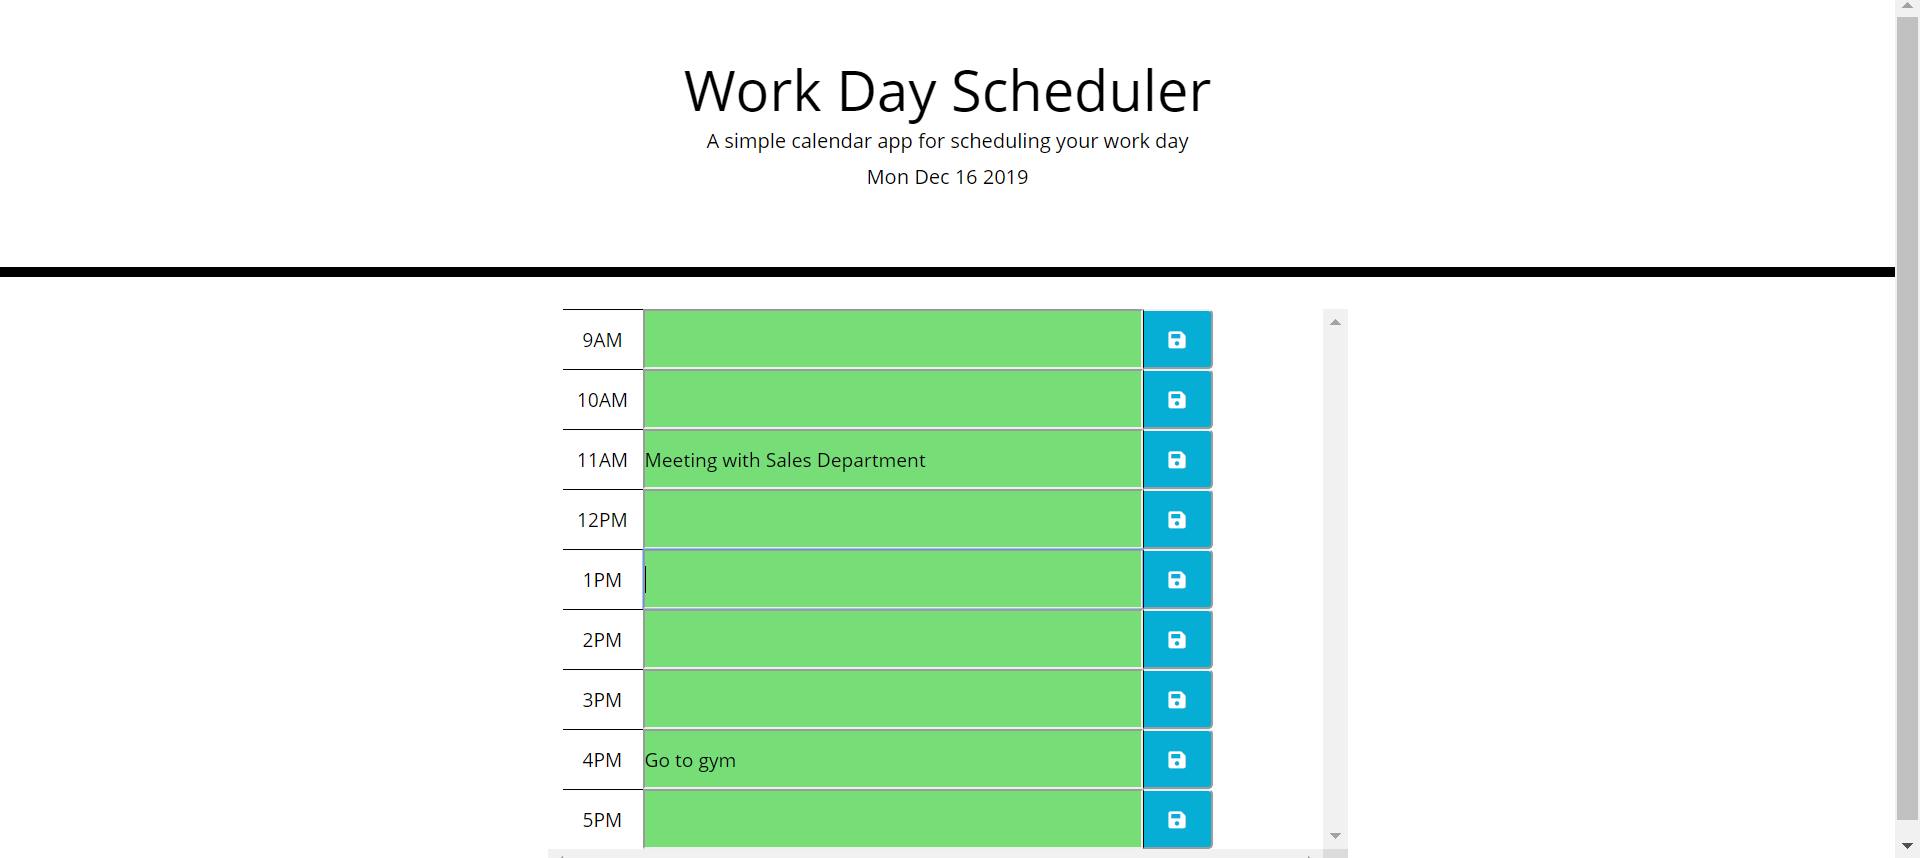 Work Day Scheduler
A simple calendar app for scheduling your work day
Mon Dec 16 2019
9AM
10AM
11AM Meeting with Sales Department
12PM
1PM
2PM
3PM
4PM Go to gym
5PM